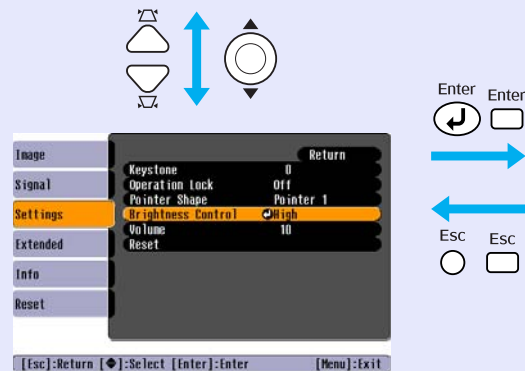 Enter
Enter
Image
Signal
Settings
Extended
Info
Reset
Return
Keystone 0
Operation Lock Off
Pointer Shape Pointer 1
Brightness Control High
Volume 10
Reset
Esc
Esc
[Esc]:Return [◆]:Select [Enter]:Enter [Menu]:Exit